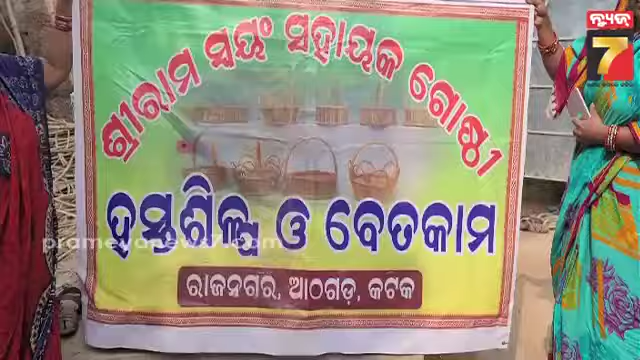 ନ୍ୟୁଜ୍
7
ଶ୍ରୀରାମ ସ୍ୱୟଂ ସହାୟକ ଗୋଷ୍ଠୀ
prameyanews7.com
ହସ୍ତଶିଳ୍ପ ଓ ବେତକାମ
ରାଜନଗର, ଆଠଗଡ଼, କଟକ